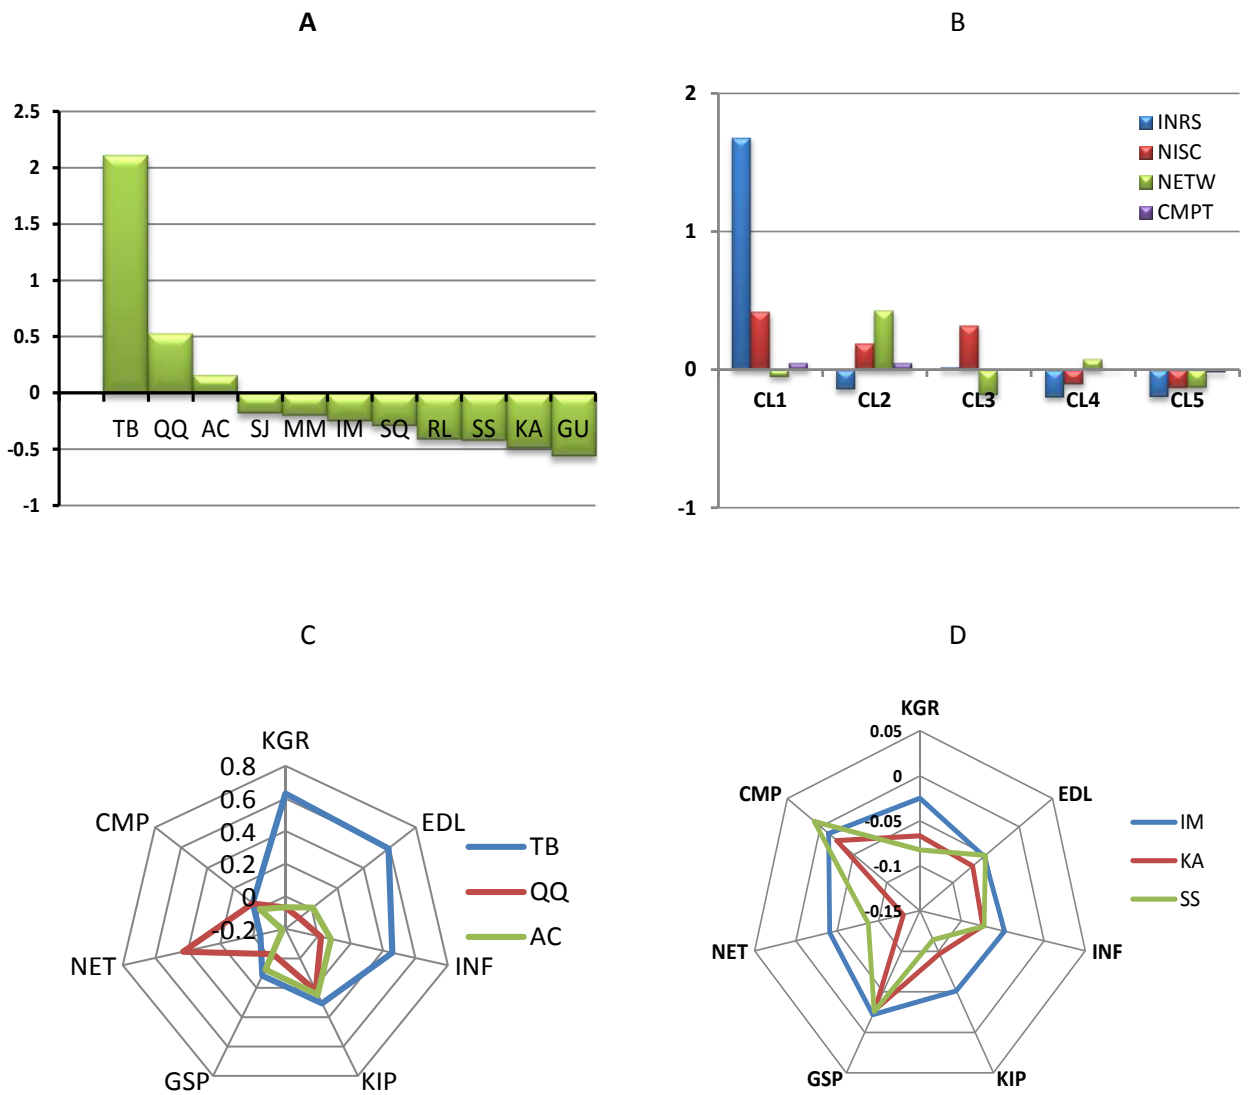 A
2.5
2
1.5
1
0.5
0
-0.5
-1
TB QQ AC SJ MM IM SQ RL SS KA GU
B
2
1
0
-1
INRS
NISC
NETW
CMPT
CL1 CL2 CL3 CL4 CL5
C
KGR
0.8
0.6
0.4
0.2
0
-0.2
CMP
EDL
NET
INF
GSP
KIP
TB
QQ
AC
D
KGR
0.05
0
-0.05
-0.1
-0.15
CMP
EDL
NET
INF
GSP
KIP
IM
KA
SS